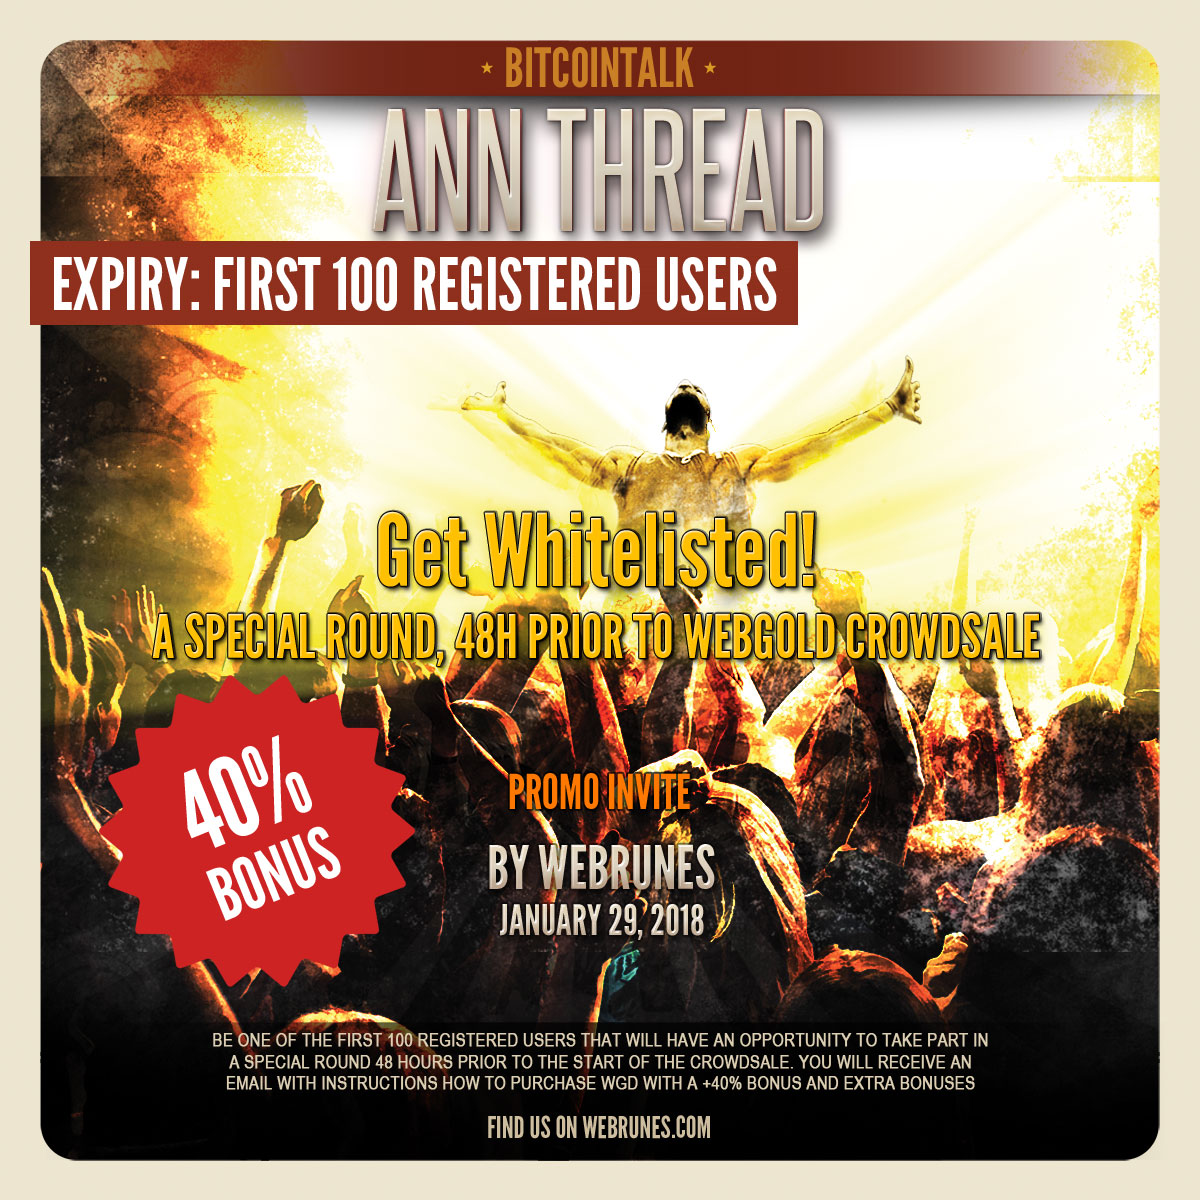 ★ BITCOINTALK ★
ANN THREAD
EXPIRY: FIRST 100 REGISTERED USERS
Get Whitelisted!
A SPECIAL ROUND, 48H PRIOR TO WEBGOLD CROWDSALE
40%
BONUS
PROMO INVITE
BY WEBRUNES
JANUARY 29, 2018
BE ONE OF THE FIRST 100 REGISTERED USERS THAT WILL HAVE AN OPPORTUNITY TO TAKE PART IN
A SPECIAL ROUND 48 HOURS PRIOR TO THE START OF THE CROWDSALE. YOU WILL RECEIVE AN
EMAIL WITH INSTRUCTIONS HOW TO PURCHASE WGD WITH A +40% BONUS AND EXTRA BONUSES
FIND US ON WEBRUNES.COM